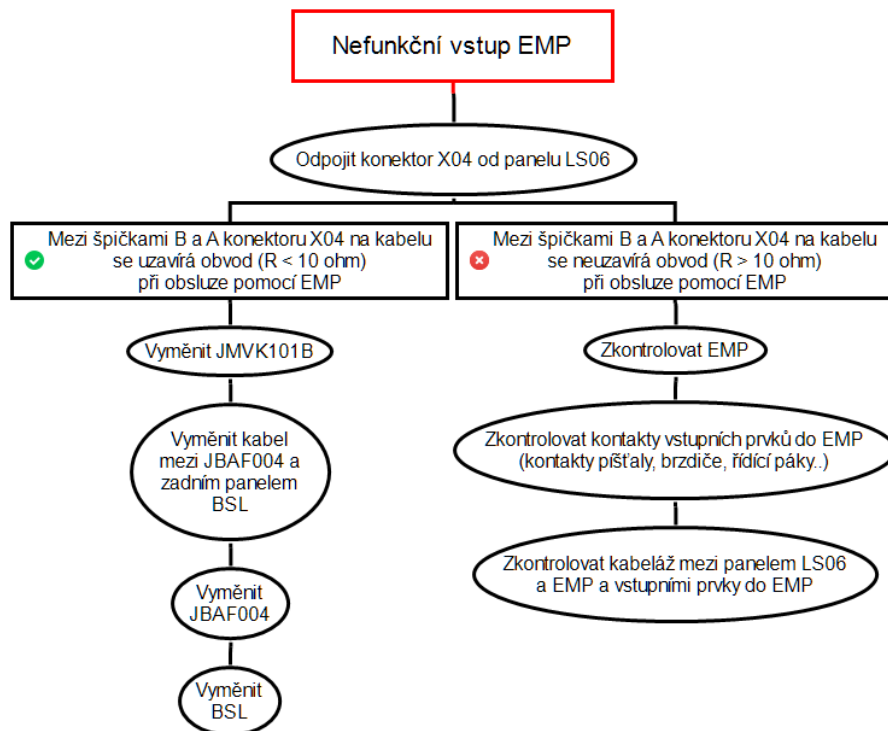 Nefunkční vstup EMP
Odpojit konektor X04 od panelu LS06
Mezi špičkami B a A konektoru X04 na kabelu
se uzavírá obvod (R < 10 ohm)
při obsluze pomocí EMP
Mezi špičkami B a A konektoru X04 na kabelu
se neuzavírá obvod (R > 10 ohm)
při obsluze pomocí EMP
Vyměnit JMVK101B
Zkontrolovat EMP
Vyměnit kabel
mezi JBAF004 a
zadním panelem
BSL
Zkontrolovat kontakty vstupních prvků do EMP
(kontakty píšťaly, brzdiče, řídící páky..)
Vyměnit
JBAF004
Zkontrolovat kabeláž mezi panelem LS06
a EMP a vstupními prvky do EMP
Vyměnit
BSL